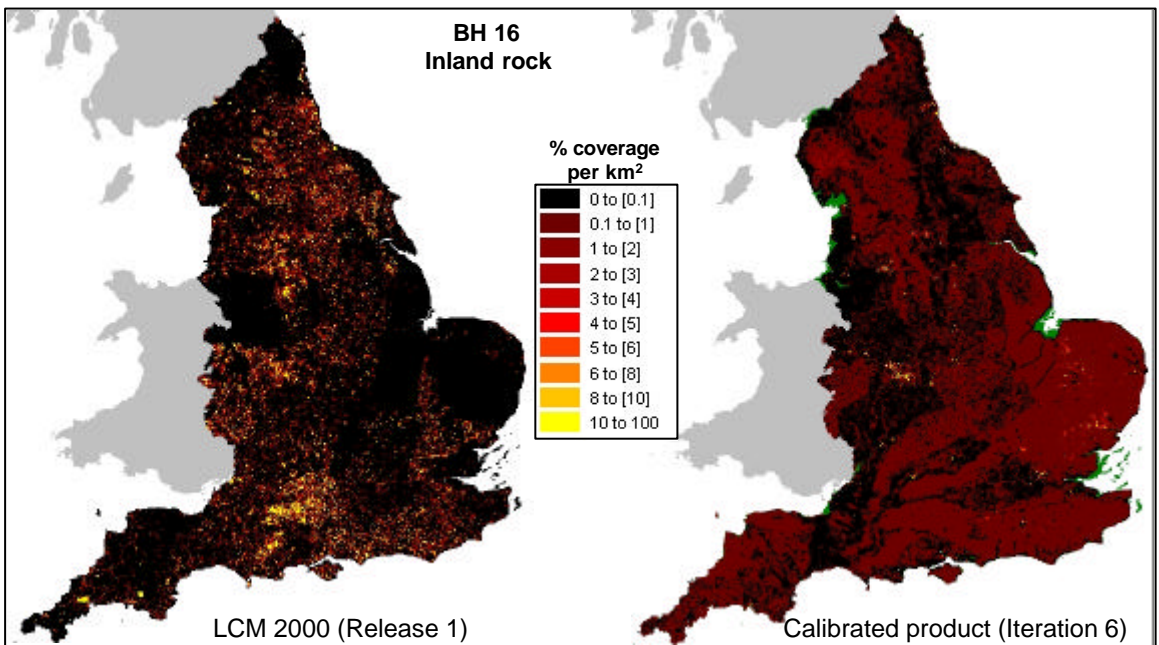 BH 16
Inland rock
% coverage
per km²
0 to [0.1]
0.1 to [1]
1 to [2]
2 to [3]
3 to [4]
4 to [5]
5 to [6]
6 to [8]
8 to [10]
10 to 100
LCM 2000 (Release 1)
Calibrated product (Iteration 6)